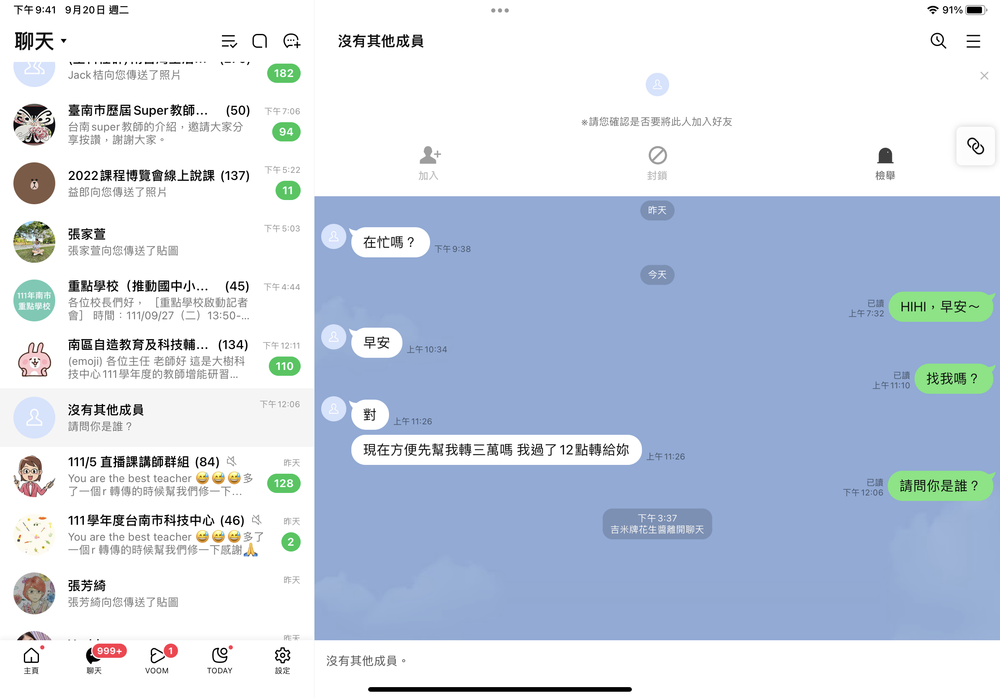 下午9:41 9月20日 週二
91%
聊天
Jack桔向您傳送了照片
182
臺南市歷屆Super教師... (50)
下午7:06
台南super教師的介紹，邀請大家分
享按讚，謝謝大家。
94
2022課程博覽會線上說課 (137)
下午5:22
益郎向您傳送了照片
11
張家萱
下午5:03
張家萱向您傳送了貼圖
111年南市
重點學校
重點學校（推動國中小... (45)
下午4:44
各位校長們好， ［重點學校啟動記者
會］ 時間：111/09/27（二）13:50-...
南區自造教育及科技輔... (134)
下午12:11
(emoji) 各位主任 老師好 這是大樹科
技中心111學年度的教師增能研習...
110
沒有其他成員
下午12:06
請問你是誰？
111/5 直播課講師群組 (84)
昨天
You are the best teacher 😅😅😅多
了一個r 轉傳的時候幫我們修一下...
128
111學年度台南市科技中心 (46)
昨天
You are the best teacher 😅😅😅多了
一個r 轉傳的時候幫我們修一下感謝🙏
2
張芳綺
昨天
張芳綺向您傳送了貼圖
昨天
主頁
999+
聊天
1
VOOM
TODAY
設定
沒有其他成員
※請您確認是否要將此人加入好友
加入
封鎖
檢舉
昨天
在忙嗎？
下午9:38
今天
已讀
上午7:32
HIHI，早安～
早安
上午10:34
已讀
上午11:10
找我嗎？
對
上午11:26
現在方便先幫我轉三萬嗎 我過了12點轉給妳
上午11:26
已讀
下午12:06
請問你是誰？
下午3:37
吉米牌花生醬離開聊天
沒有其他成員。